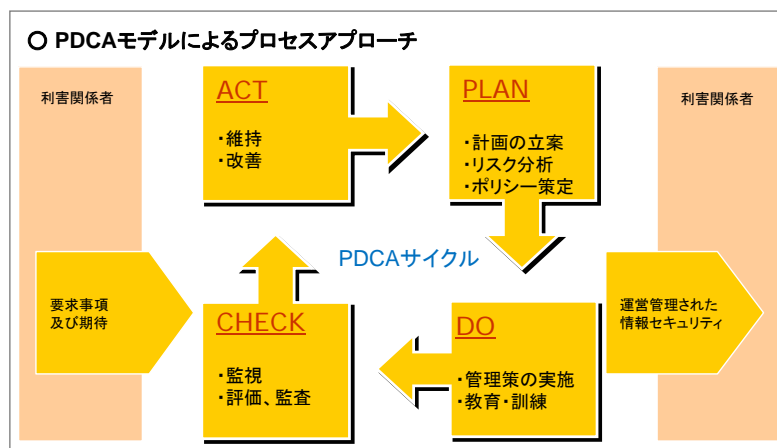 ○ PDCAモデルによるプロセスアプローチ
利害関係者
ACT
・維持
・改善
PLAN
・計画の立案
・リスク分析
・ポリシー策定
利害関係者
PDCAサイクル
要求事項
及び期待
CHECK
・監視
・評価、監査
DO
・管理策の実施
・教育・訓練
運営管理された
情報セキュリティ